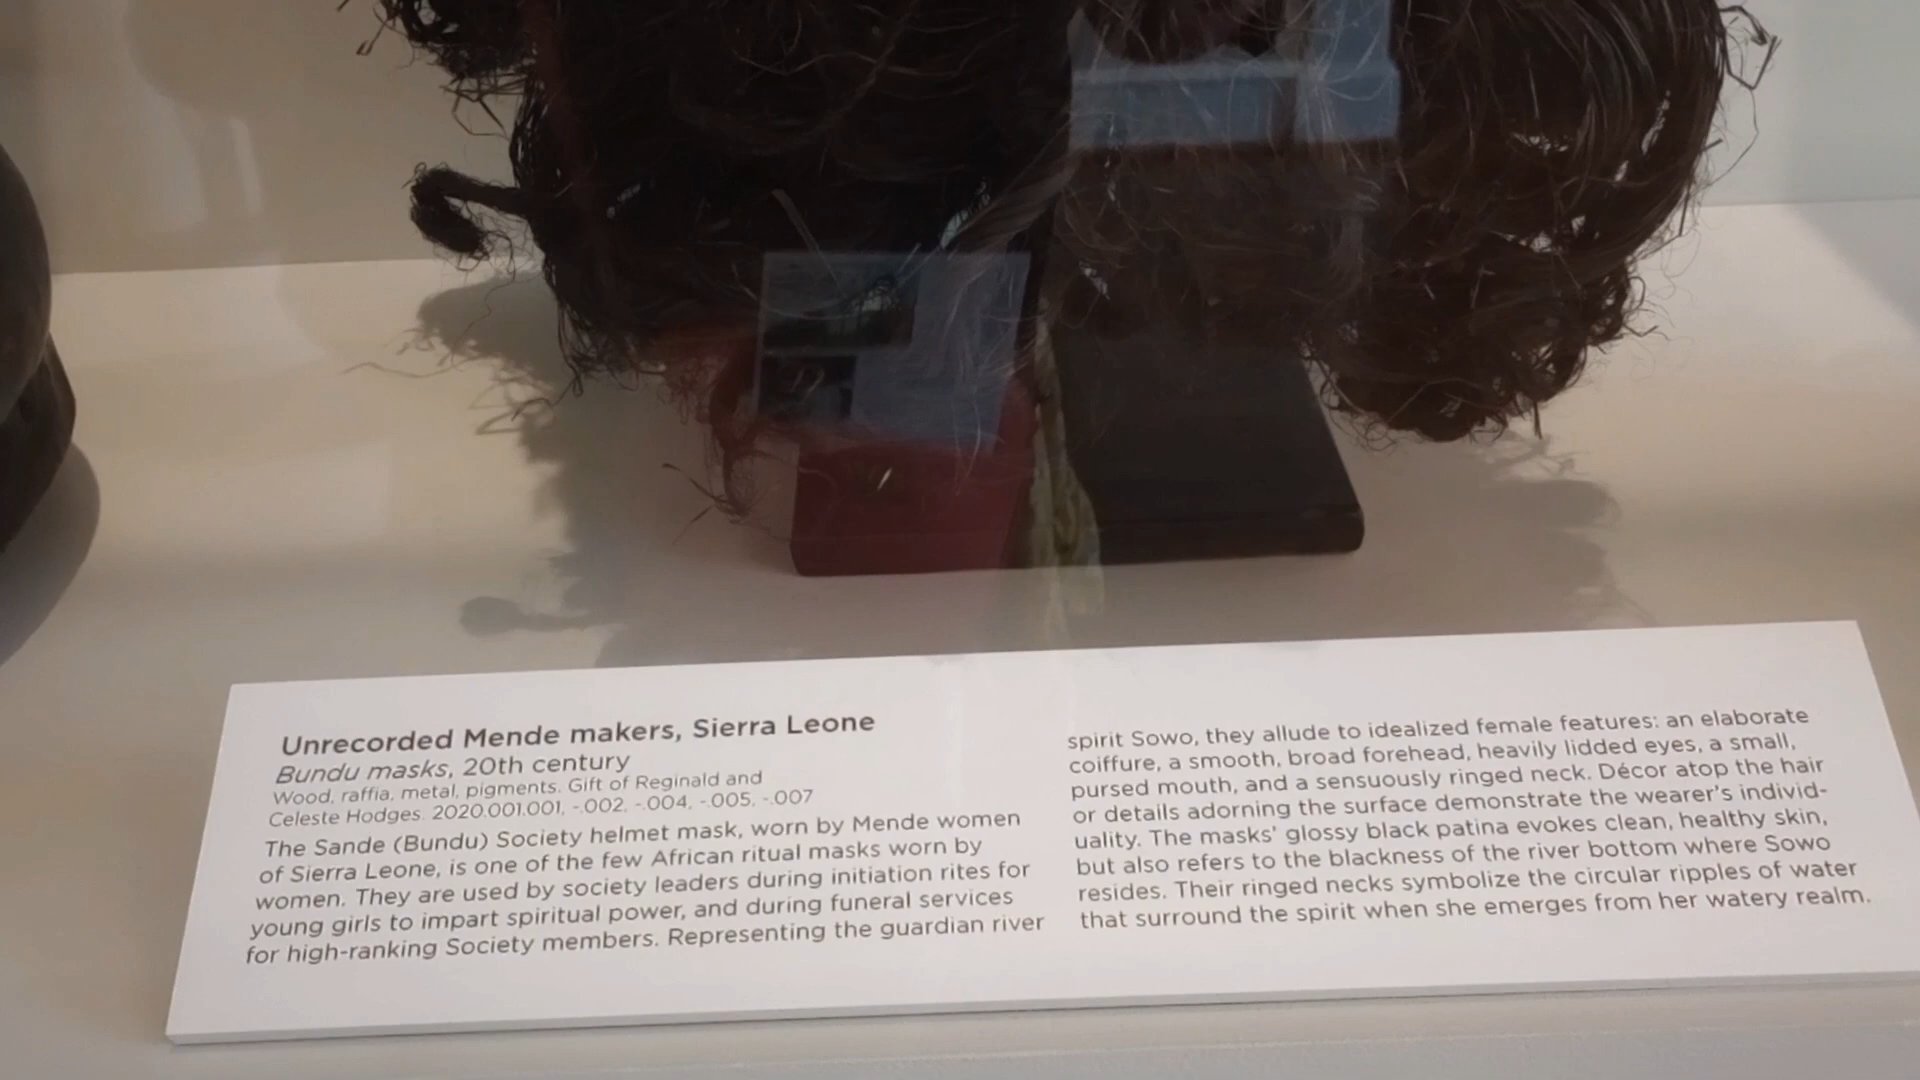 Unrecorded Mende makers, Sierra Leone
Bundu masks, 20th century
Wood, raffia, metal, pigments. Gift of Reginald and
Celeste Hodges. 2020.001.001, -.002, -.004, -.005, -.007
The Sande (Bundu) Society helmet mask, worn by Mende women
of Sierra Leone, is one of the few African ritual masks worn by
women. They are used by society leaders during initiation rites for
young girls to impart spiritual power, and during funeral services
for high-ranking Society members. Representing the guardian river
spirit Sowo, they allude to idealized female features: an elaborate
coiffure, a smooth, broad forehead, heavily lidded eyes, a small,
pursed mouth, and a sensuously ringed neck. Décor atop the hair
or details adorning the surface demonstrate the wearer's individ-
uality. The masks' glossy black patina evokes clean, healthy skin,
but also refers to the blackness of the river bottom where Sowo
resides. Their ringed necks symbolize the circular ripples of water
that surround the spirit when she emerges from her watery realm.